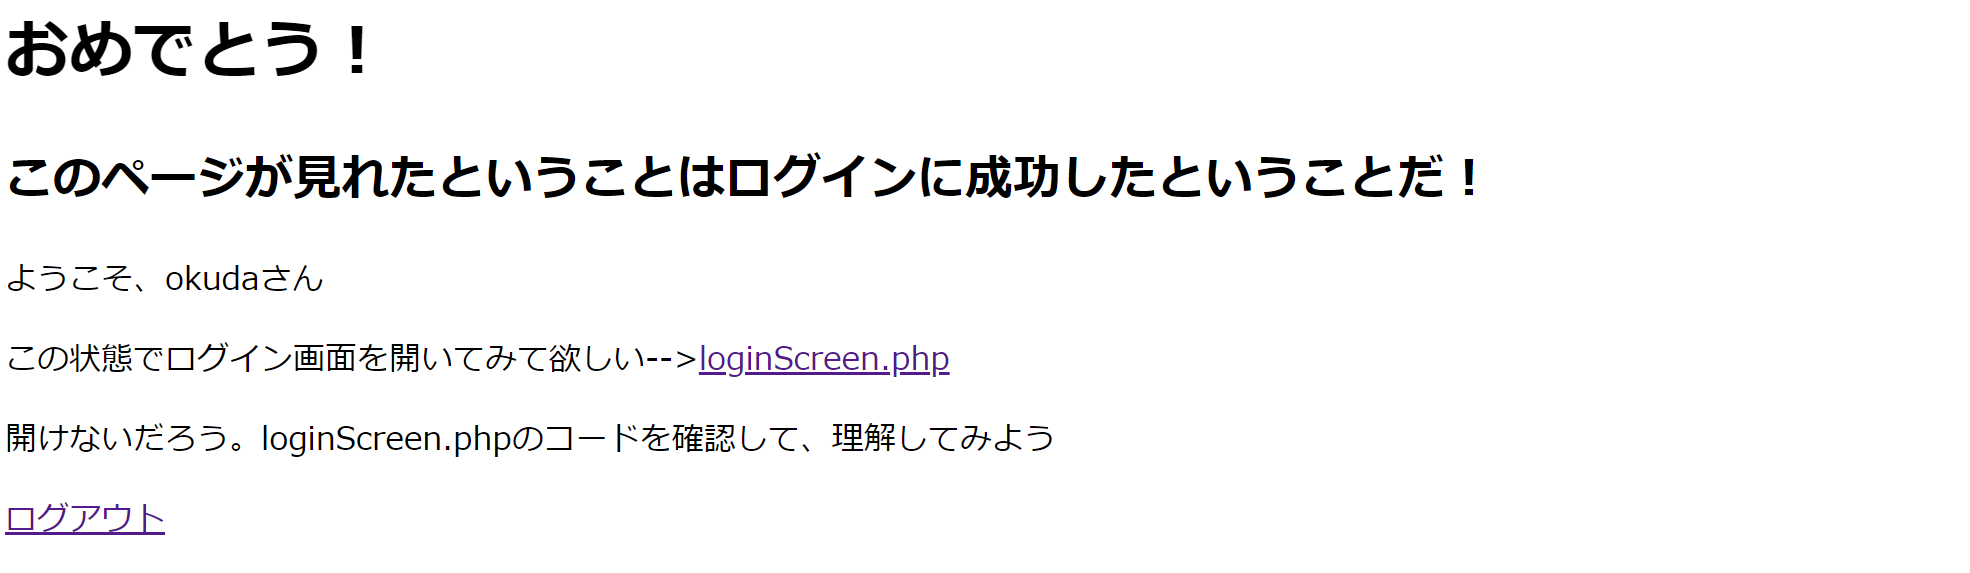 おめでとう！
このページが見れたということはログインに成功したということだ！
ようこそ、okudaさん
この状態でログイン画面を開いてみて欲しい-->loginScreen.php
開けないだろう。loginScreen.phpのコードを確認して、理解してみよう
ログアウト